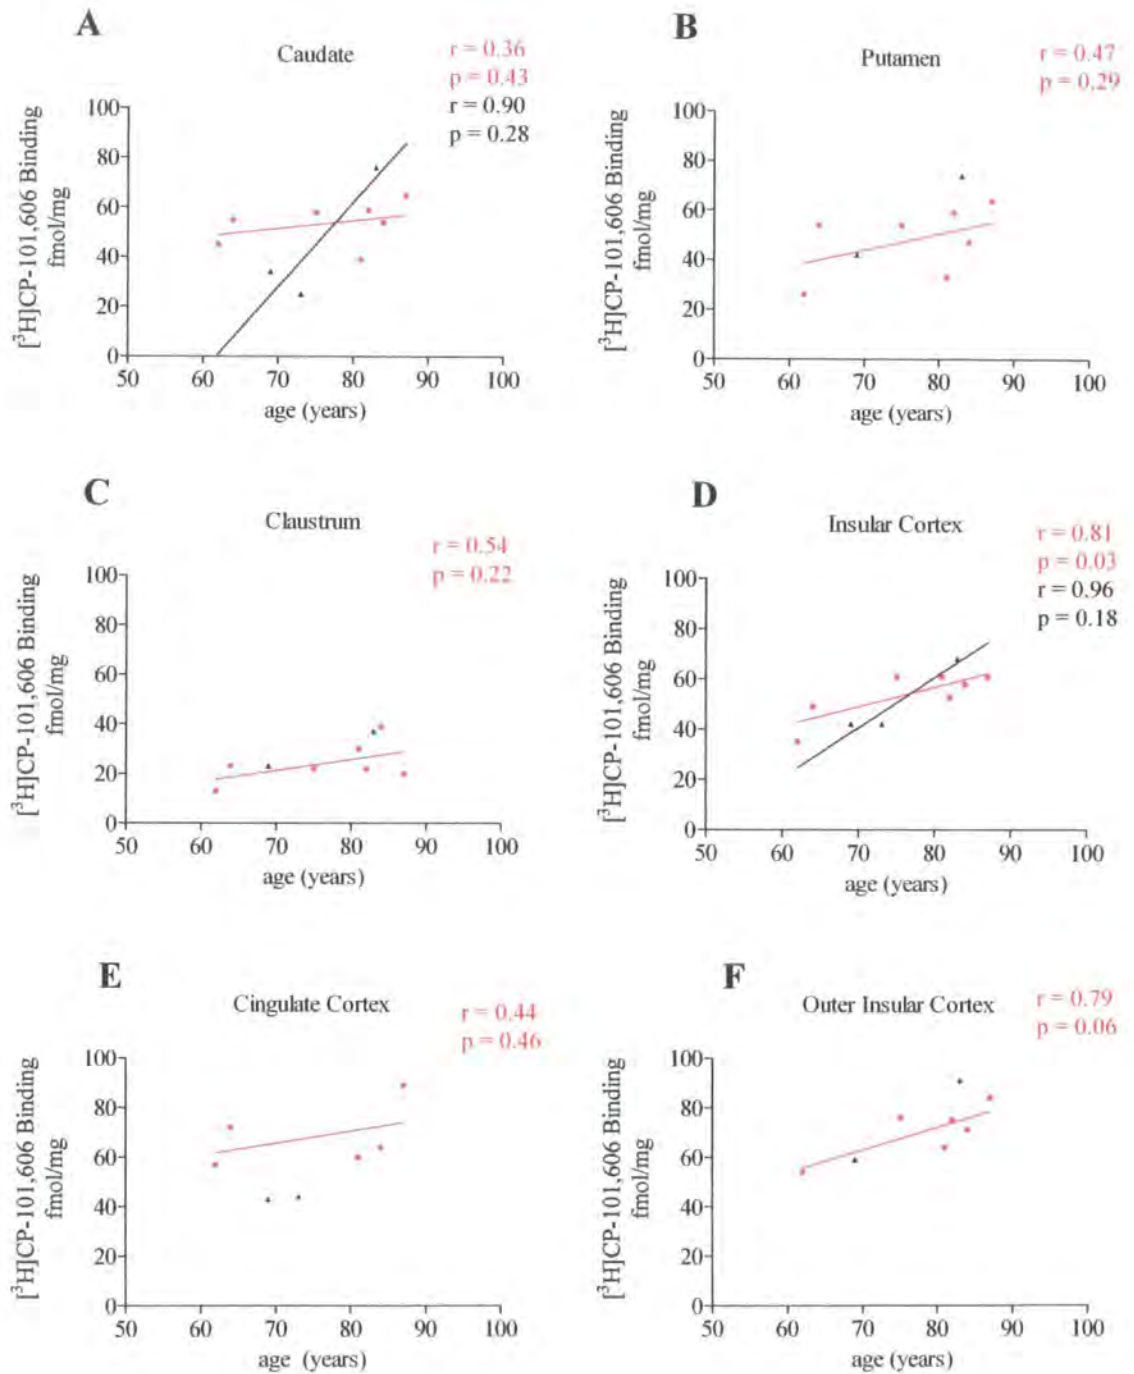 A
Caudate
r = 0.36
p = 0.43
r = 0.90
p = 0.28
[³H]CP-101,606 Binding
fmol/mg
100
80
60
40
20
0
50 60 70 80 90 100
age (years)
B
Putamen
r = 0.47
p = 0.29
[³H]CP-101,606 Binding
fmol/mg
100
80
60
40
20
0
50 60 70 80 90 100
age (years)
C
Claustrum
r = 0.54
p = 0.22
[³H]CP-101,606 Binding
fmol/mg
100
80
60
40
20
0
50 60 70 80 90 100
age (years)
D
Insular Cortex
r = 0.81
p = 0.03
r = 0.96
p = 0.18
[³H]CP-101,606 Binding
fmol/mg
100
80
60
40
20
0
50 60 70 80 90 100
age (years)
E
Cingulate Cortex
r = 0.44
p = 0.46
[³H]CP-101,606 Binding
fmol/mg
100
80
60
40
20
0
50 60 70 80 90 100
age (years)
F
Outer Insular Cortex
r = 0.79
p = 0.06
[³H]CP-101,606 Binding
fmol/mg
100
80
60
40
20
0
50 60 70 80 90 100
age (years)